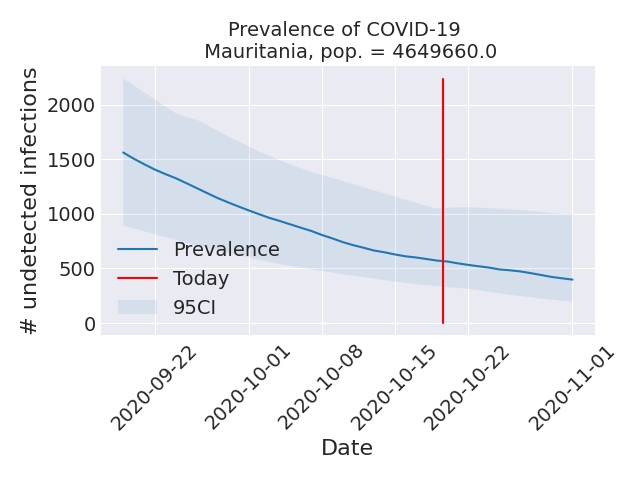 Prevalence of COVID-19
Mauritania, pop. = 4649660.0
# undetected infections
2000
1500
1000
500
0
Prevalence
Today
95CI
2020-09-22
2020-10-01
2020-10-08
2020-10-15
2020-10-22
2020-11-01
Date